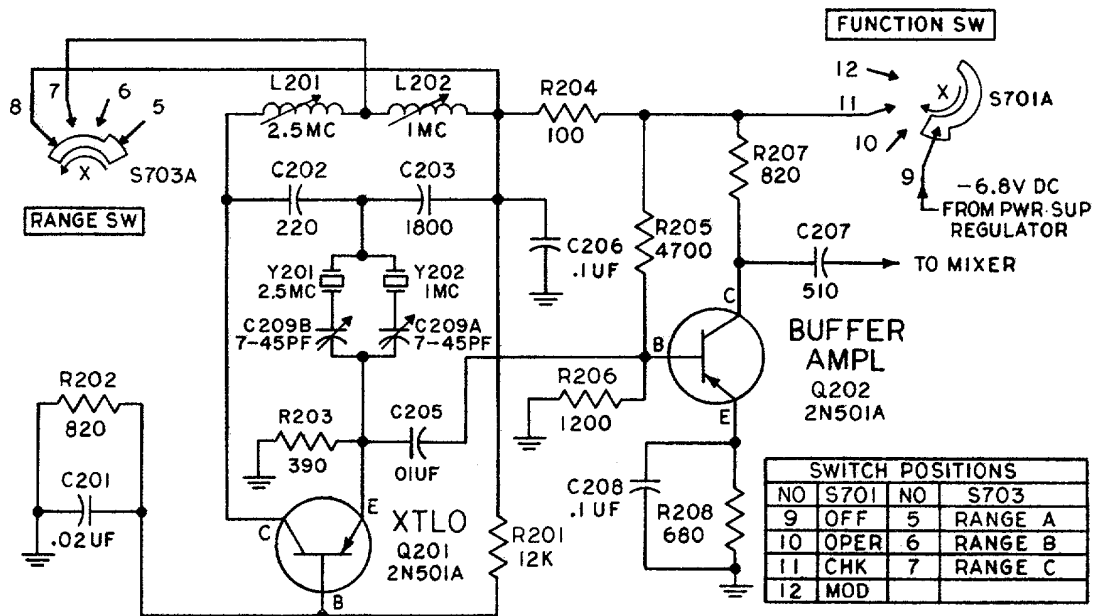 FUNCTION SW
12
11
10
9
X
S701A
-6.8V DC
FROM PWR·SUP
REGULATOR
8
7
6
5
X
S703A
RANGE SW
L201
2.5MC
L202
1MC
R204
100
R207
820
C202
220
C203
1800
C206
.1UF
R205
4700
C207
510
TO MIXER
Y201
2.5MC
Y202
1MC
C209B
7-45PF
C209A
7-45PF
C
B
E
BUFFER
AMPL
Q202
2N501A
R202
820
R203
390
C205
01UF
R206
1200
C201
.02UF
C
E
B
XTLO
Q201
2N501A
R201
12K
C208
.1UF
R208
680
SWITCH POSITIONS
NO S701 NO S703
9 OFF 5 RANGE A
10 OPER 6 RANGE B
11 CHK 7 RANGE C
12 MOD